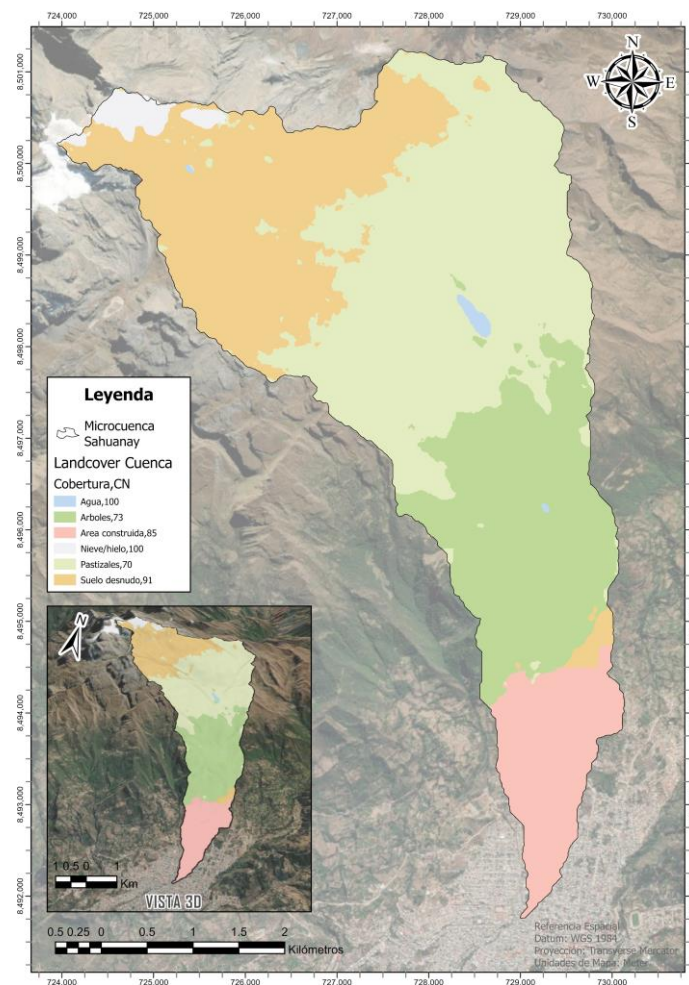 724,000 725,000 726,000 727,000 728,000 729,000 730,000
N
W E
S
8,501,000
8,500,000
8,499,000
8,498,000
8,497,000
8,496,000
8,495,000
8,494,000
8,493,000
8,492,000
Leyenda
Microcuenca
Sahuanay
Landcover Cuenca
Cobertura,CN
Agua,100
Arboles,73
Area construida,85
Nieve/hielo,100
Pastizales,70
Suelo desnudo,91
N
1 0.5 0 1
Km
VISTA 3D
0.5 0.25 0 0,5 1 1,5 2
Kilómetros
Referencia Espacial
Datum: WGS 1984
Proyección: Transverse Mercator
Unidades de Mapa: Meter
724,000 725,000 726,000 727,000 728,000 729,000 730,000